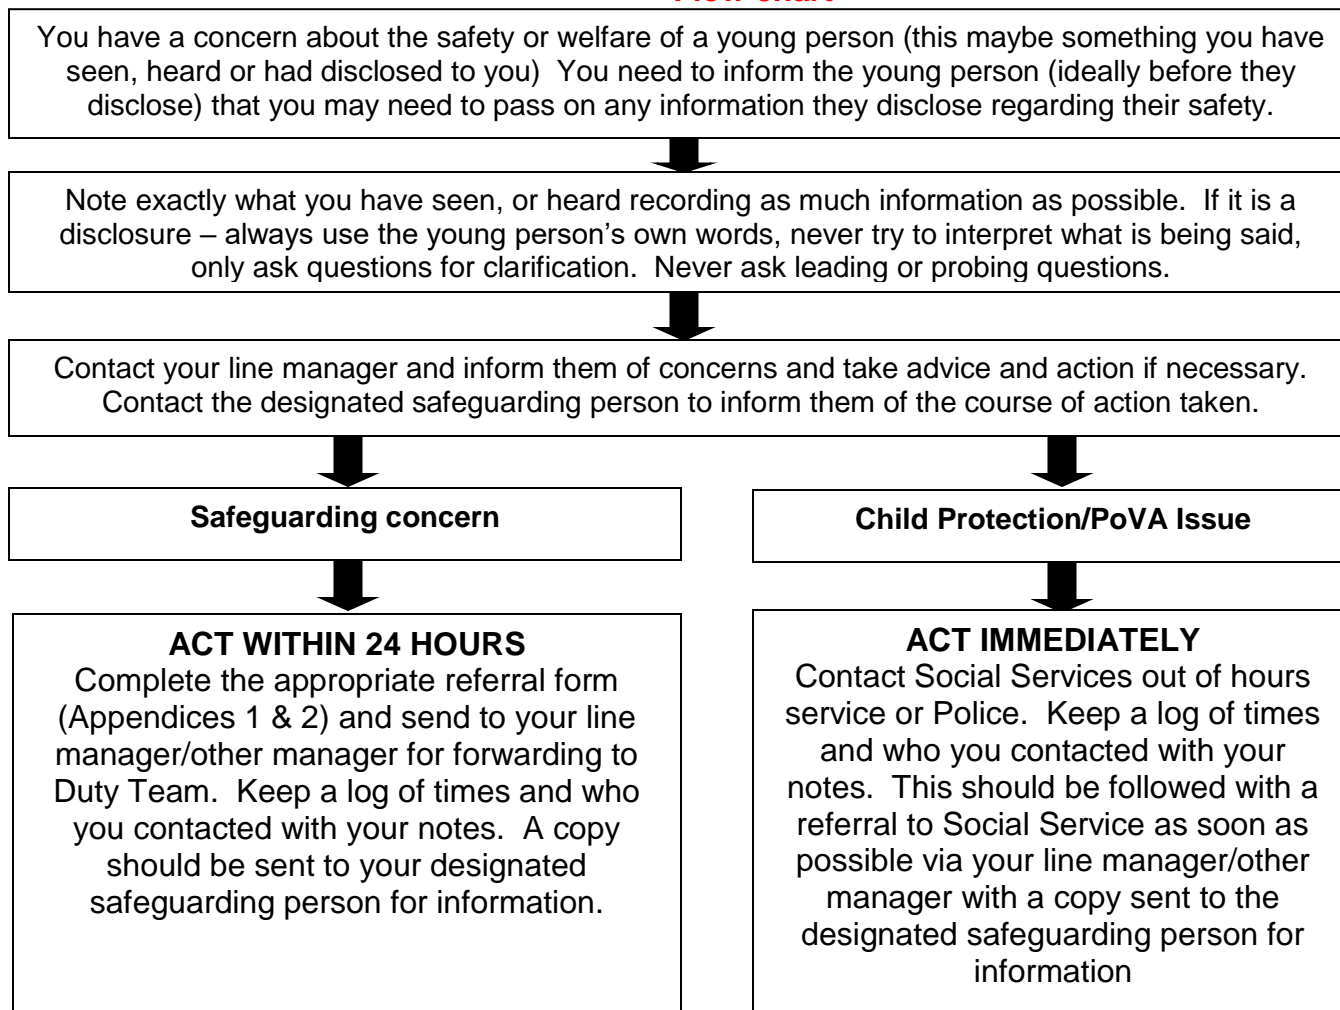 You have a concern about the safety or welfare of a young person (this maybe something you have
seen, heard or had disclosed to you)  You need to inform the young person (ideally before they
disclose) that you may need to pass on any information they disclose regarding their safety.
Note exactly what you have seen, or heard recording as much information as possible.  If it is a
disclosure – always use the young person's own words, never try to interpret what is being said,
only ask questions for clarification.  Never ask leading or probing questions.
Contact your line manager and inform them of concerns and take advice and action if necessary.
Contact the designated safeguarding person to inform them of the course of action taken.
Safeguarding concern
ACT WITHIN 24 HOURS
Complete the appropriate referral form
(Appendices 1 & 2) and send to your line
manager/other manager for forwarding to
Duty Team.  Keep a log of times and who
you contacted with your notes.  A copy
should be sent to your designated
safeguarding person for information.
Child Protection/PoVA Issue
ACT IMMEDIATELY
Contact Social Services out of hours
service or Police.  Keep a log of times
and who you contacted with your
notes.  This should be followed with a
referral to Social Service as soon as
possible via your line manager/other
manager with a copy sent to the
designated safeguarding person for
information